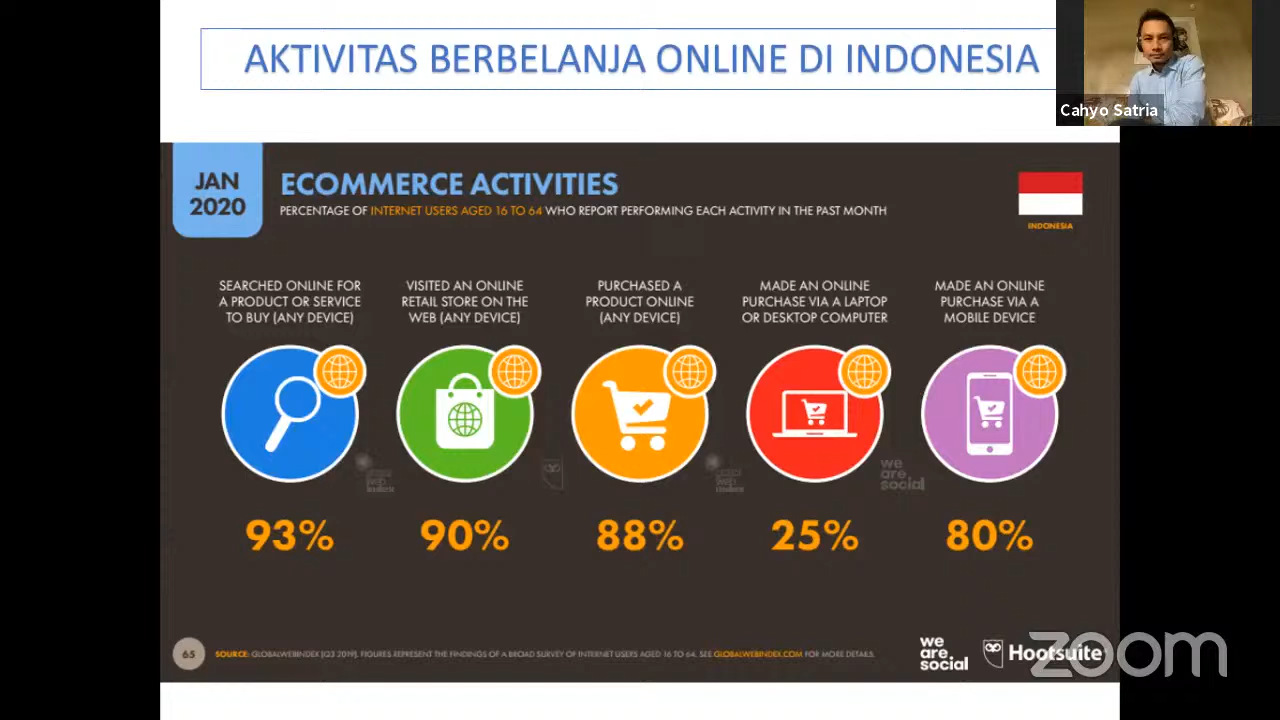 AKTIVITAS BERBELANJA ONLINE DI INDONESIA
Cahyo Satria
JAN
2020
ECOMMERCE ACTIVITIES
PERCENTAGE OF INTERNET USERS AGED 16 TO 64 WHO REPORT PERFORMING EACH ACTIVITY IN THE PAST MONTH
INDONESIA
SEARCHED ONLINE FOR
A PRODUCT OR SERVICE
TO BUY (ANY DEVICE)
VISITED AN ONLINE
RETAIL STORE ON THE
WEB (ANY DEVICE)
PURCHASED A
PRODUCT ONLINE
(ANY DEVICE)
MADE AN ONLINE
PURCHASE VIA A LAPTOP
OR DESKTOP COMPUTER
MADE AN ONLINE
PURCHASE VIA A
MOBILE DEVICE
we
are
social
93%
90%
88%
25%
80%
65
SOURCE: GLOBALWEBINDEX (Q3 2019). FIGURES REPRESENT THE FINDINGS OF A BROAD SURVEY OF INTERNET USERS AGED 16 TO 64. SEE GLOBALWEBINDEX.COM FOR MORE DETAILS.
we
are
social
Hootsuite
zoom